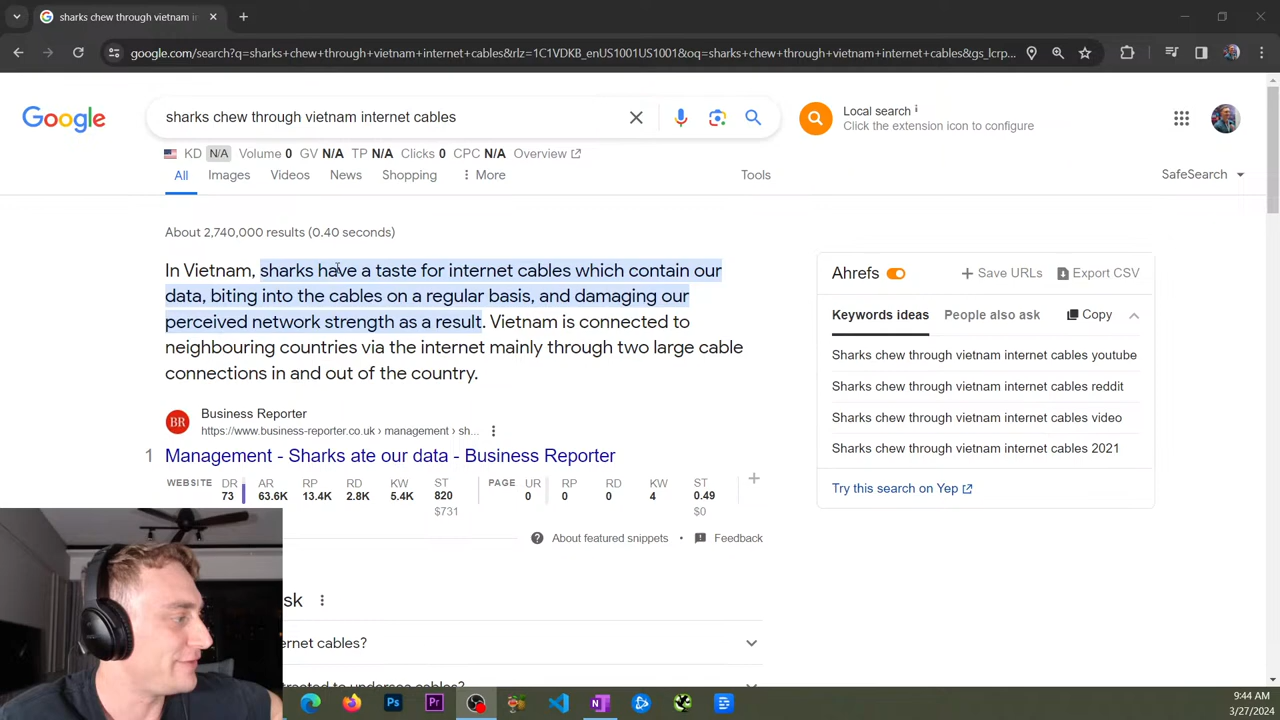 sharks chew through vietnam in
google.com/search?q=sharks+chew+through+vietnam+internet+cables&rlz=1C1VDKB_enUS1001US1001&oq=sharks+chew+through+vietnam+internet+cables&gs_lcrp...
Google
sharks chew through vietnam internet cables
Local search
Click the extension icon to configure
KD N/A Volume 0 GV N/A TP N/A Clicks 0 CPC N/A Overview
All Images Videos News Shopping More Tools SafeSearch
About 2,740,000 results (0.40 seconds)
In Vietnam, sharks have a taste for internet cables which contain our
data, biting into the cables on a regular basis, and damaging our
perceived network strength as a result. Vietnam is connected to
neighbouring countries via the internet mainly through two large cable
connections in and out of the country.
BR
Business Reporter
https://www.business-reporter.co.uk › management › sh...
1 Management - Sharks ate our data - Business Reporter
WEBSITE DR AR RP RD KW ST PAGE UR RP RD KW ST
73 63.6K 13.4K 2.8K 5.4K 820 0 0 0 4 0.49
$731 $0
About featured snippets • Feedback
Ahrefs Save URLs Export CSV
Keywords ideas People also ask Copy
Sharks chew through vietnam internet cables youtube
Sharks chew through vietnam internet cables reddit
Sharks chew through vietnam internet cables video
Sharks chew through vietnam internet cables 2021
Try this search on Yep
sk
ernet cables?
tracted to undersea cables?
Ps Pr N
9:44 AM
3/27/2024